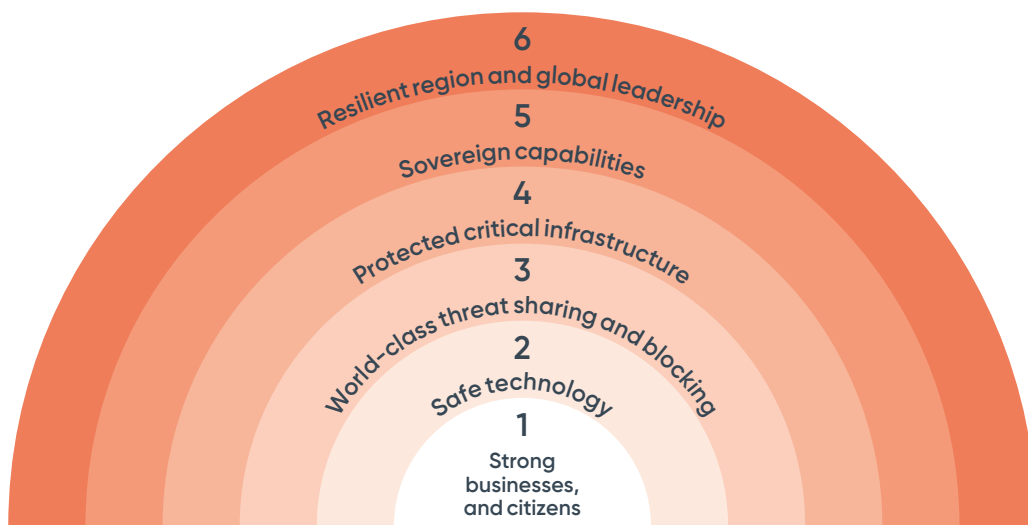 6
Resilient region and global leadership
5
Sovereign capabilities
4
Protected critical infrastructure
3
World-class threat sharing and blocking
2
Safe technology
1
Strong
businesses,
and citizens